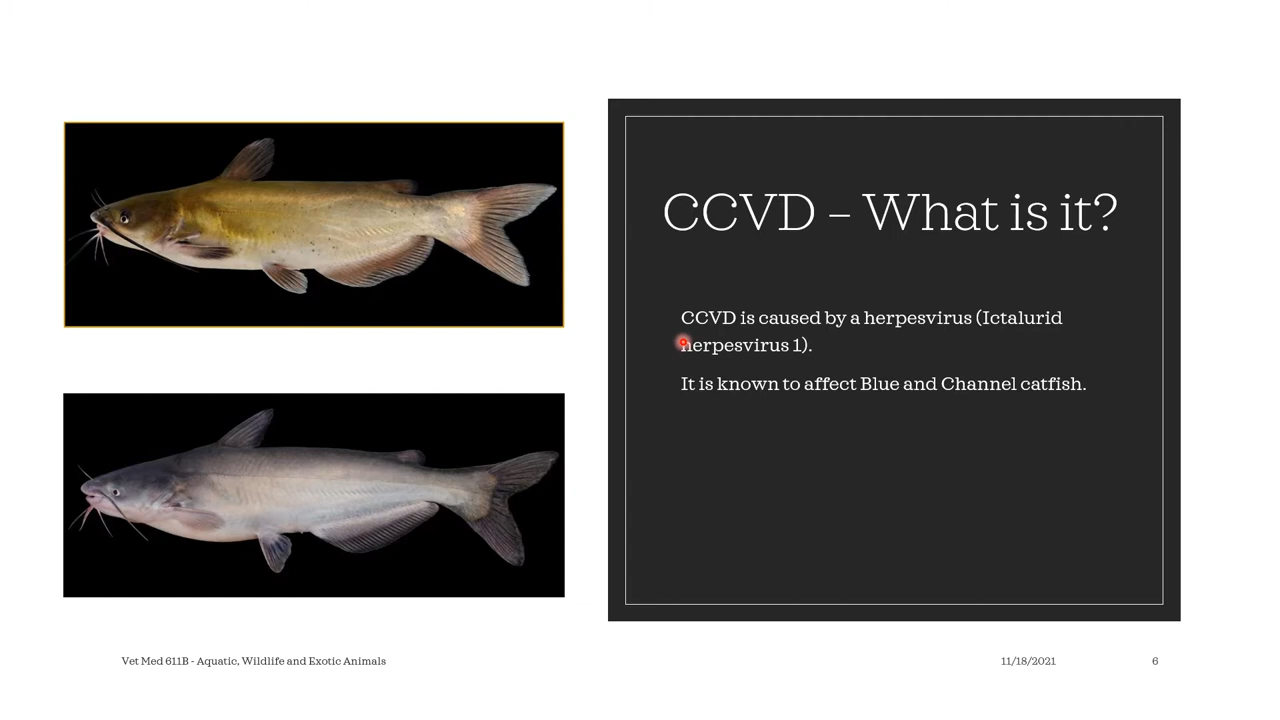 CCVD – What is it?
CCVD is caused by a herpesvirus (Ictalurid
herpesvirus 1).
It is known to affect Blue and Channel catfish.
Vet Med 611B - Aquatic, Wildlife and Exotic Animals
11/18/2021
6